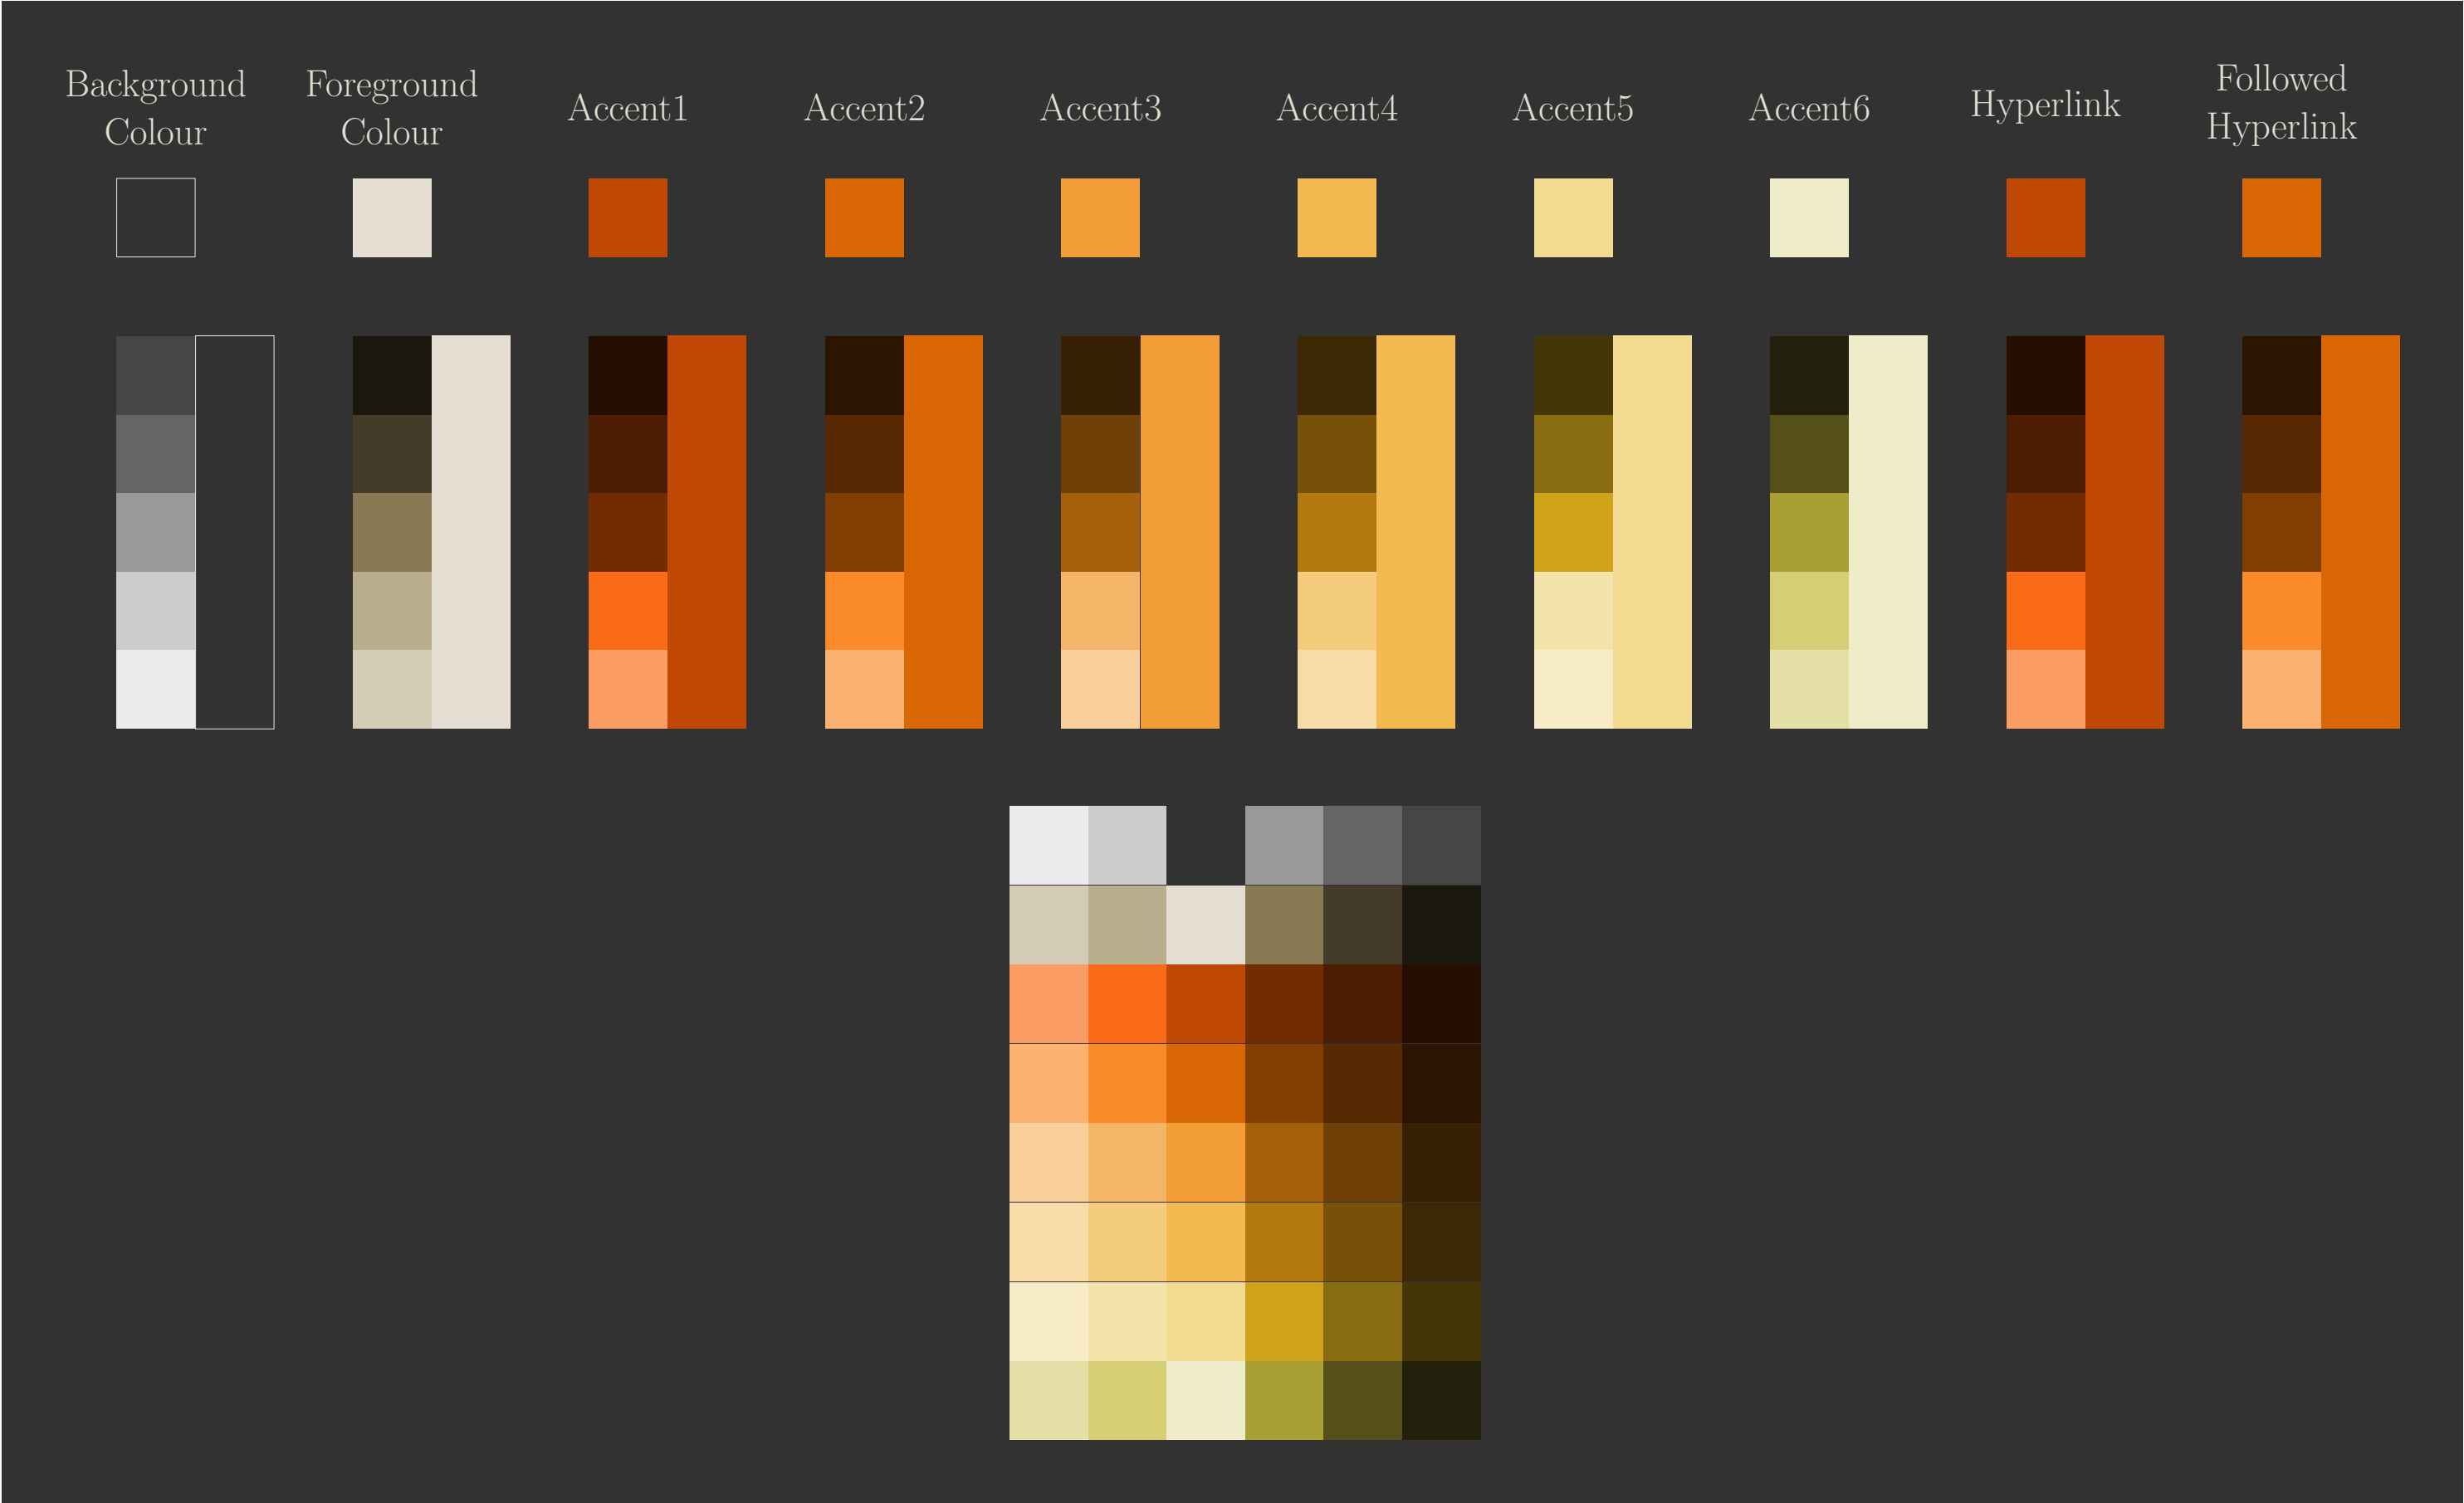 Background
Colour
Foreground
Colour
Accent1
Accent2
Accent3
Accent4
Accent5
Accent6
Hyperlink
Followed
Hyperlink